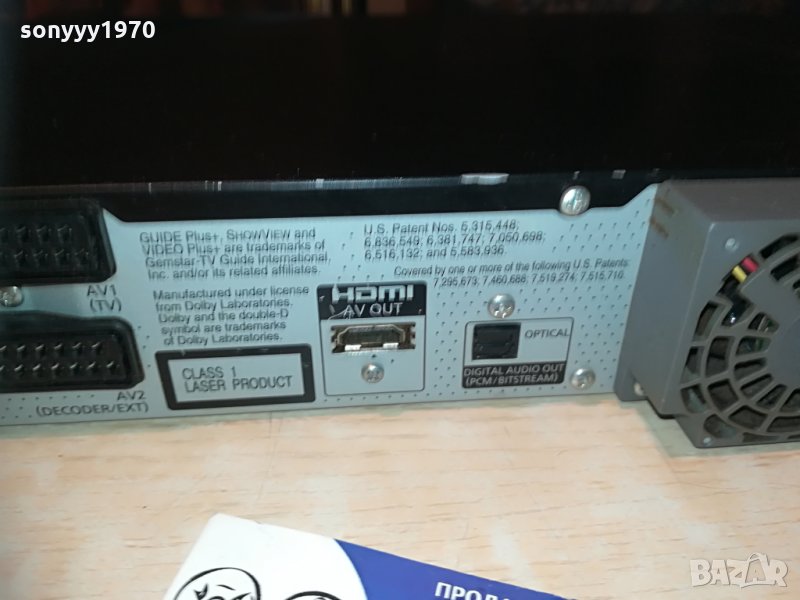 sonyyy1970
GUIDE Plus+, SHOWVIEW and
VIDEO Plus+ are trademarks of
Gemstar-TV Guide International,
Inc. and/or its related affiliates.
U.S. Patent Nos. 5,315,448;
6,836,549; 6,381,747; 7,050,698;
6,516,132; and 5,583,936.
Covered by one or more of the following U.S. Patents:
7,295,673; 7,460,688; 7,519,274; 7,515,710
AV1
(TV)
Manufactured under license
from Dolby Laboratories.
Dolby and the double-D
symbol are trademarks
of Dolby Laboratories.
HDMI
AV OUT
OPTICAL
DIGITAL AUDIO OUT
(PCM/BITSTREAM)
CLASS 1
LASER PRODUCT
AV2
(DECODER/EXT)
BAZAR